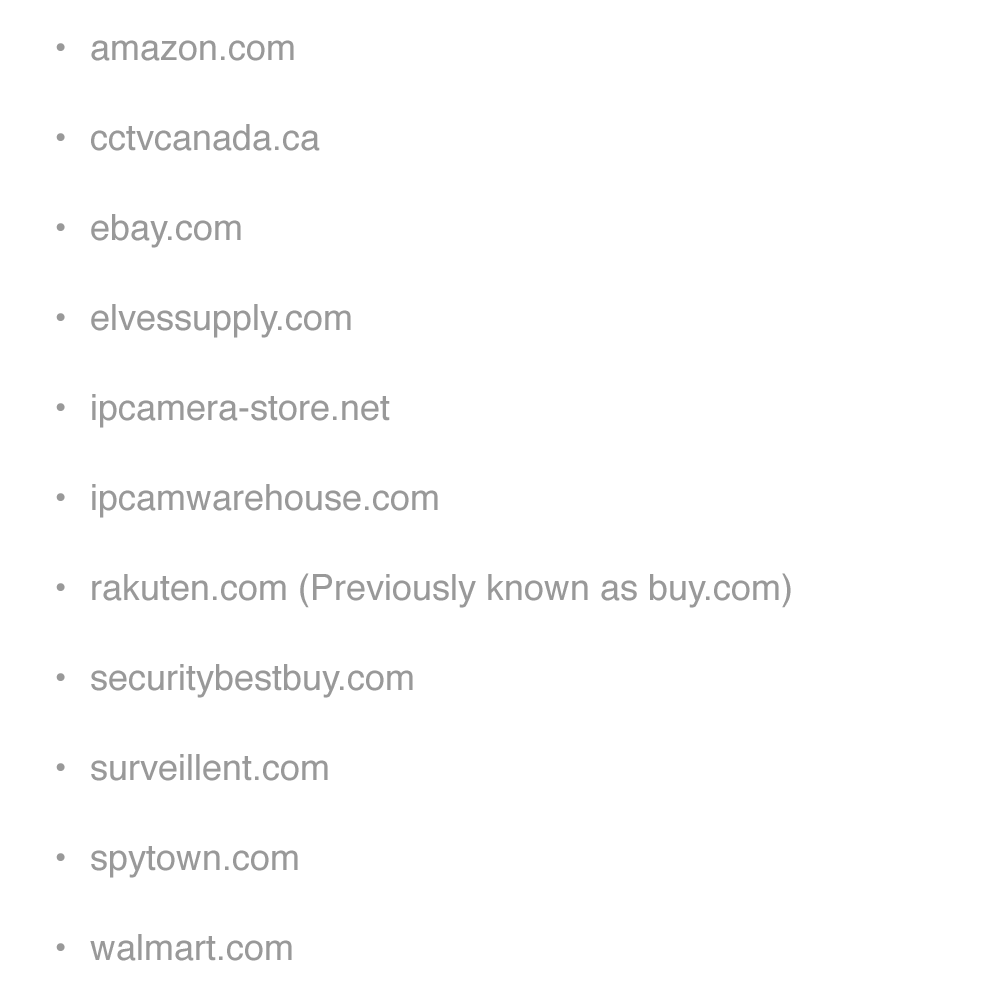 • amazon.com
• cctvcanada.ca
• ebay.com
• elvessupply.com
• ipcamera-store.net
• ipcamwarehouse.com
• rakuten.com (Previously known as buy.com)
• securitybestbuy.com
• surveillent.com
• spytown.com
• walmart.com